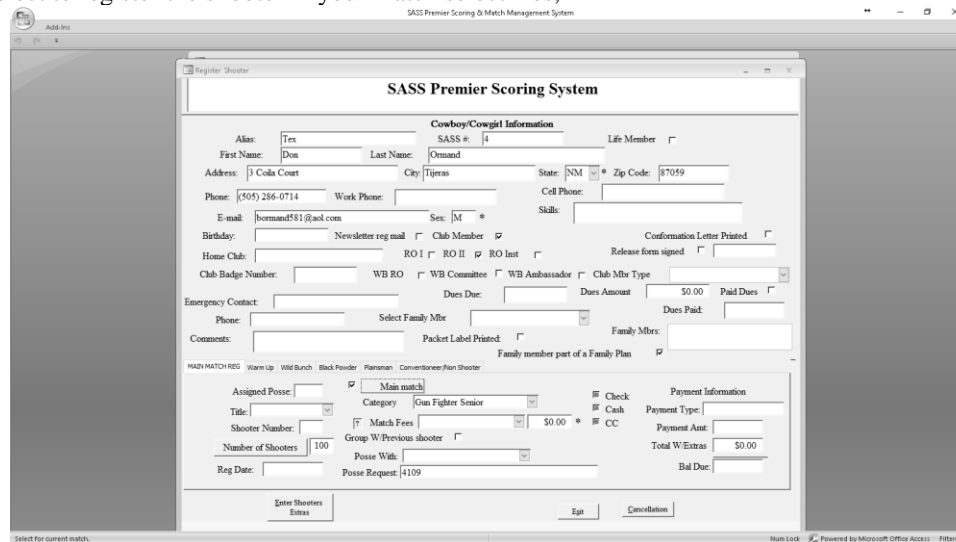 SASS Premier Scoring & Match Management System
Add-Ins
Register Shooter
SASS Premier Scoring System
Cowboy/Cowgirl Information
Alias: Tex SASS #: 4 Life Member
First Name: Don Last Name: Ormand
Address: 3 Coila Court City: Tijeras State: NM * Zip Code: 87059
Phone: (505) 286-0714 Work Phone: Cell Phone:
E-mail: bormand581@aol.com Sex: M * Skills:
Birthday: Newsletter reg mail Club Member Conformation Letter Printed
Home Club: RO I RO II RO Inst Release form signed
Club Badge Number: WB RO WB Committee WB Ambassador Club Mbr Type
Dues Due: Dues Amount $0.00 Paid Dues
Emergency Contact: Dues Paid:
Phone: Select Family Mbr
Comments: Packet Label Printed: Family Mbrs:
Family member part of a Family Plan
MAIN MATCH REG Warm Up Wild Bunch Black Powder Plainsman Conventioneer/Non Shooter
Assigned Posse: Main match Payment Information
Title: Category Gun Fighter Senior Check Payment Type:
Shooter Number: ? Match Fees $0.00 * Cash CC Payment Amt:
Number of Shooters 100 Group W/Previous shooter Total W/Extras $0.00
Posse With:
Reg Date: Posse Request: 4109 Bal Due:
Enter Shooters Extras Exit Cancellation
Select for current match. Num Lock Powered by Microsoft Office Access Filtered